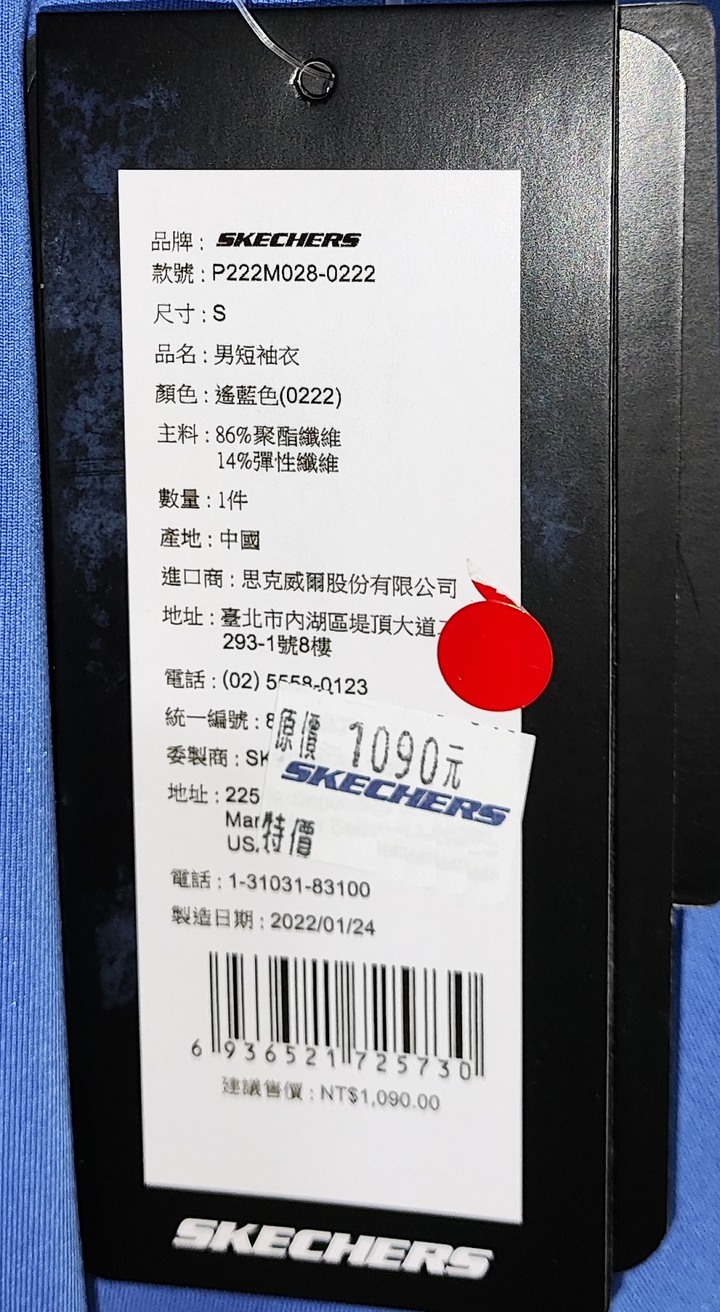 品牌：SKECHERS
款號：P222M028-0222
尺寸：S
品名：男短袖衣
顏色：遙藍色(0222)
主料：86%聚酯纖維
14%彈性纖維
數量：1件
產地：中國
進口商：思克威爾股份有限公司
地址：臺北市內湖區堤頂大道
293-1號8樓
電話：(02) 5558-0123
統一編號：8
委製商：SK
地址：225
Mar
US.
原價 1090元
SKECHERS
特價
電話：1-31031-83100
製造日期：2022/01/24
6 936521 725730
建議售價：NT$1,090.00
SKECHERS